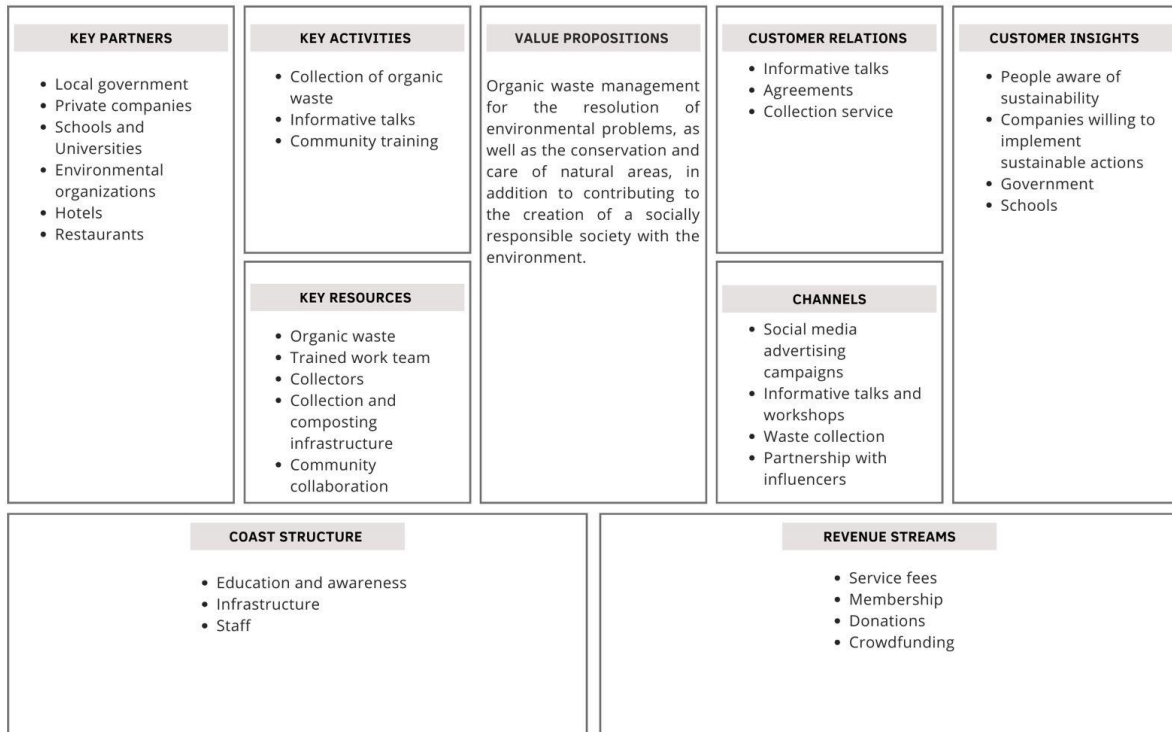 KEY PARTNERS
• Local government
• Private companies
• Schools and
Universities
• Environmental
organizations
• Hotels
• Restaurants
KEY ACTIVITIES
• Collection of organic
waste
• Informative talks
• Community training
KEY RESOURCES
• Organic waste
• Trained work team
• Collectors
• Collection and
composting
infrastructure
• Community
collaboration
VALUE PROPOSITIONS
Organic waste management
for the resolution of
environmental problems, as
well as the conservation and
care of natural areas, in
addition to contributing to
the creation of a socially
responsible society with the
environment.
CUSTOMER RELATIONS
• Informative talks
• Agreements
• Collection service
CHANNELS
• Social media
advertising
campaigns
• Informative talks and
workshops
• Waste collection
• Partnership with
influencers
CUSTOMER INSIGHTS
• People aware of
sustainability
• Companies willing to
implement
sustainable actions
• Government
• Schools
COAST STRUCTURE
• Education and awareness
• Infrastructure
• Staff
REVENUE STREAMS
• Service fees
• Membership
• Donations
• Crowdfunding